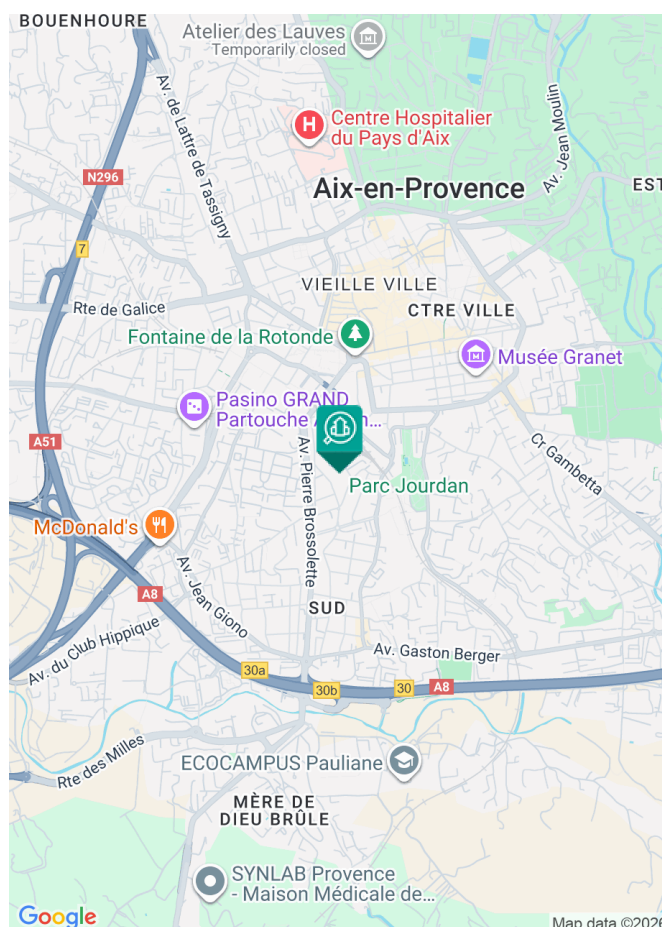 BOUENHOURE
Atelier des Lauves
Temporarily closed
H
Centre Hospitalier
du Pays d'Aix
Av. de Lattre de Tassigny
Av. Jean Moulin
N296
Aix-en-Provence
EST
7
VIEILLE VILLE
CTRE VILLE
Rte de Galice
Fontaine de la Rotonde
Musée Granet
Pasino GRAND
Partouche
A51
Av. Pierre Brossolette
Cr Gambetta
Parc Jourdan
McDonald's
A8
Av. Jean Giono
SUD
Av. du Club Hippique
Av. Gaston Berger
30a
30b
30
A8
Rte des Milles
ECOCAMPUS Pauliane
MÈRE DE
DIEU BRÛLE
SYNLAB Provence
- Maison Médicale de...
Google
Map data ©2026